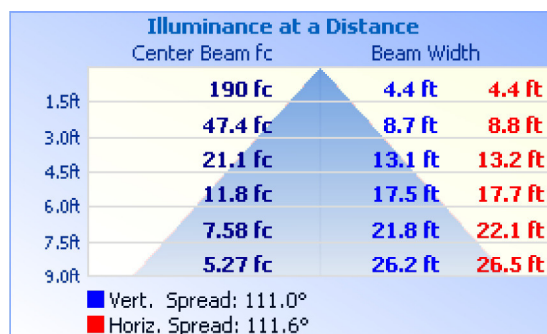 Illuminance at a Distance
Center Beam fc Beam Width
190 fc 4.4 ft 4.4 ft
1.5ft
47.4 fc 8.7 ft 8.8 ft
3.0ft
21.1 fc 13.1 ft 13.2 ft
4.5ft
11.8 fc 17.5 ft 17.7 ft
6.0ft
7.58 fc 21.8 ft 22.1 ft
7.5ft
5.27 fc 26.2 ft 26.5 ft
9.0ft
Vert. Spread: 111.0°
Horiz. Spread: 111.6°